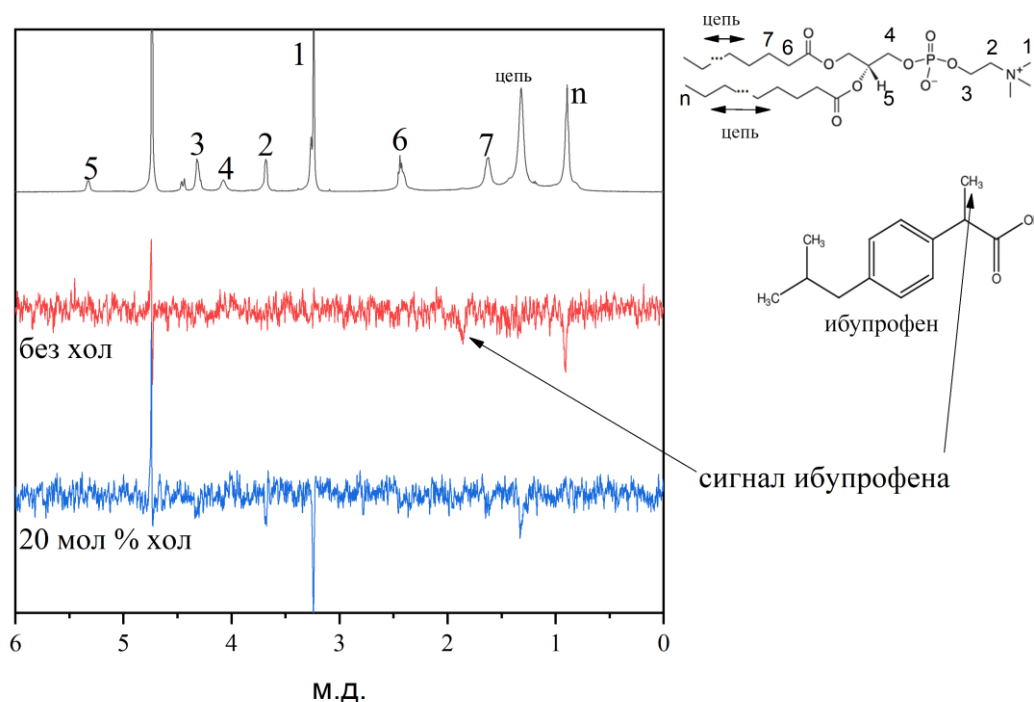 цепь
7
6
4
2
1
n
5
3
цепь
O
O
O
P
O
O⁻
O
N⁺
O
H
O
1
цепь
n
5
3
4
2
6
7
CH₃
O
O
CH₃
H₃C
ибупрофен
без хол
сигнал ибупрофена
20 мол % хол
6
5
4
3
2
1
0
м.д.